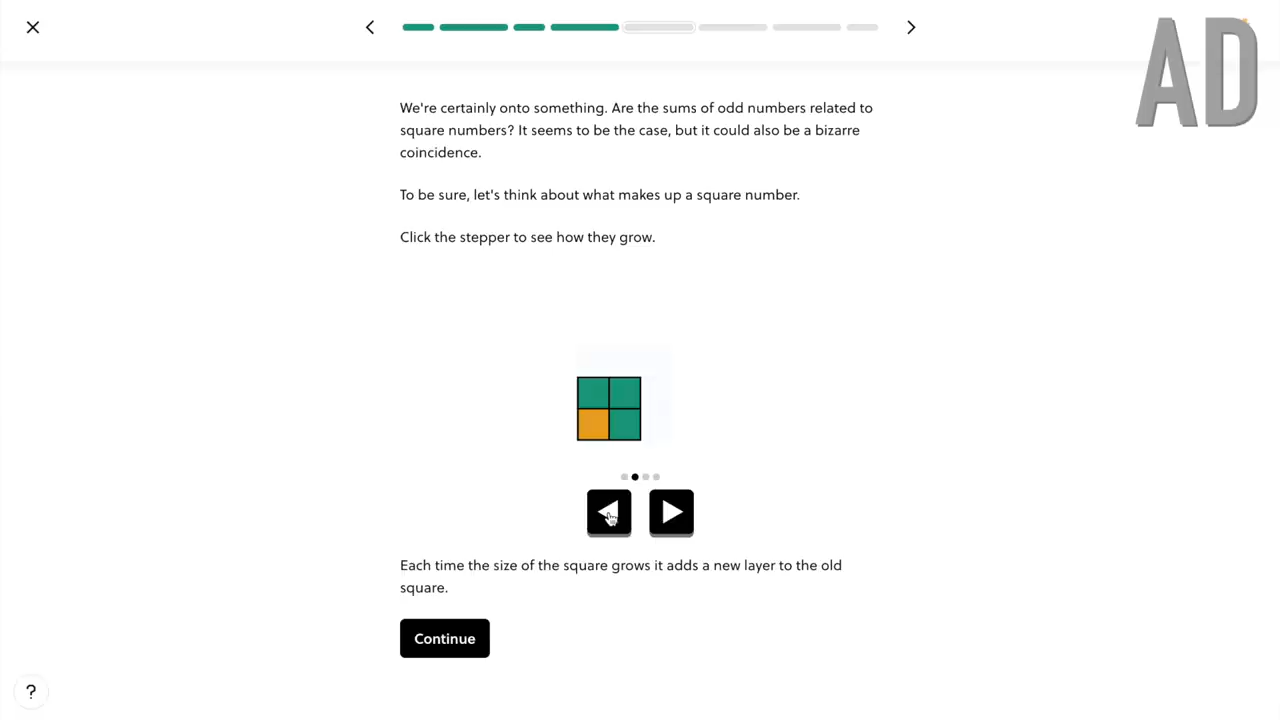 AD
We're certainly onto something. Are the sums of odd numbers related to
square numbers? It seems to be the case, but it could also be a bizarre
coincidence.
To be sure, let's think about what makes up a square number.
Click the stepper to see how they grow.
Each time the size of the square grows it adds a new layer to the old
square.
Continue
?